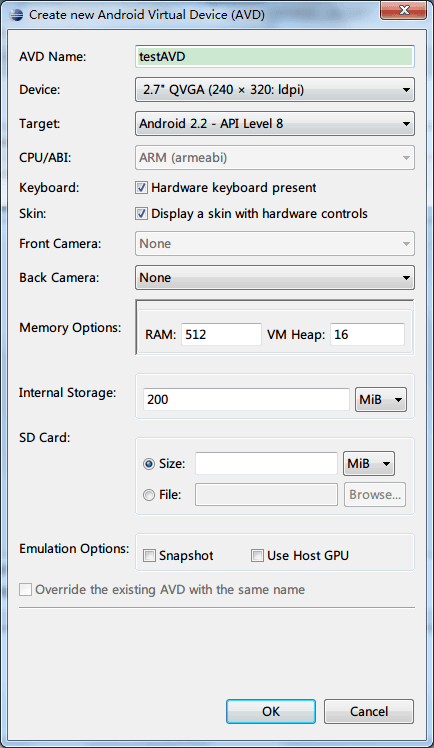 Create new Android Virtual Device (AVD)
AVD Name: testAVD
Device: 2.7" QVGA (240 × 320: ldpi)
Target: Android 2.2 - API Level 8
CPU/ABI: ARM (armeabi)
Keyboard: Hardware keyboard present
Skin: Display a skin with hardware controls
Front Camera: None
Back Camera: None
Memory Options: RAM: 512 VM Heap: 16
Internal Storage: 200 MiB
SD Card:
Size: MiB
File: Browse...
Emulation Options: Snapshot Use Host GPU
Override the existing AVD with the same name
OK Cancel